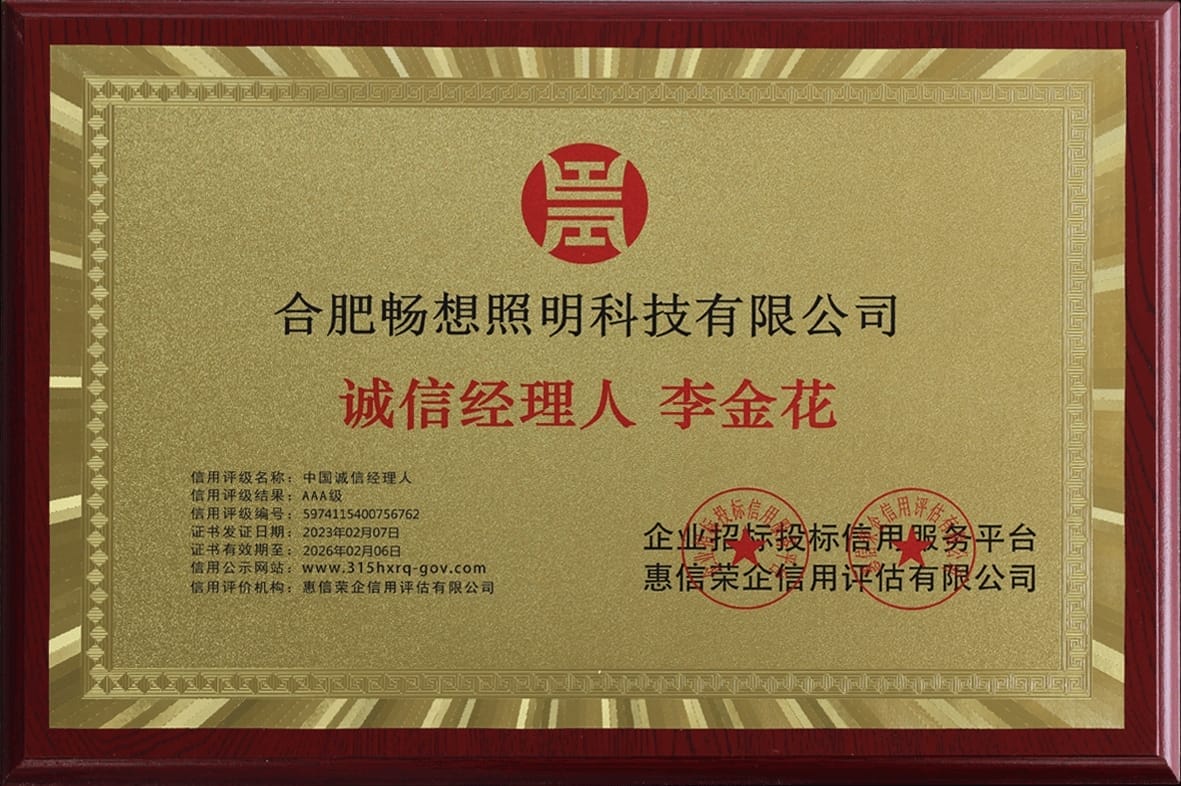 合肥畅想照明科技有限公司
诚信经理人 李金花
信用评级名称：中国诚信经理人
信用评级结果：AAA级
信用评级编号：5974115400756762
证书发证日期：2023年02月07日
证书有效期至：2026年02月06日
信用公示网站：www.315hxrq-gov.com
信用评价机构：惠信荣企信用评估有限公司
企业招标投标信用服务平台
惠信荣企信用评估有限公司